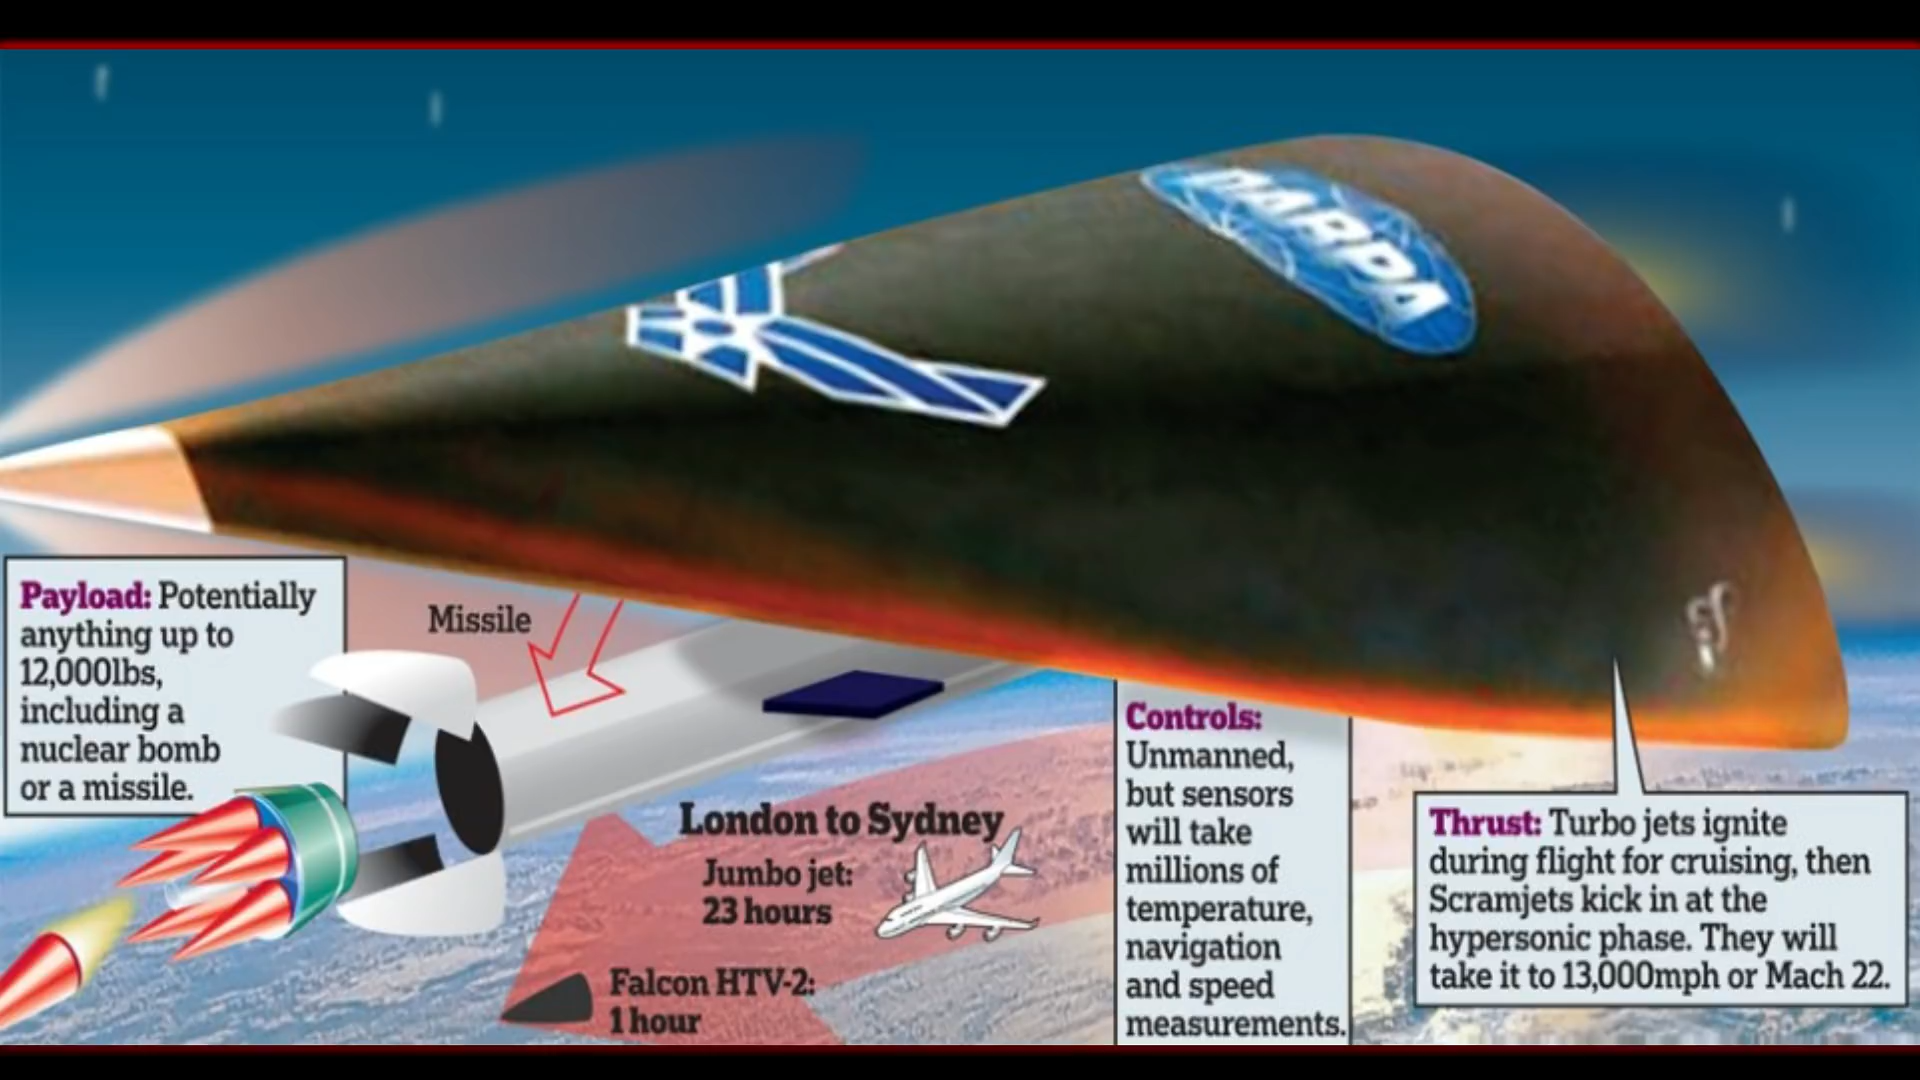 DARPA
Payload: Potentially
anything up to
12,000lbs,
including a
nuclear bomb
or a missile.
Missile
London to Sydney
Jumbo jet:
23 hours
Falcon HTV-2:
1 hour
Controls:
Unmanned,
but sensors
will take
millions of
temperature,
navigation
and speed
measurements.
Thrust: Turbo jets ignite
during flight for cruising, then
Scramjets kick in at the
hypersonic phase. They will
take it to 13,000mph or Mach 22.